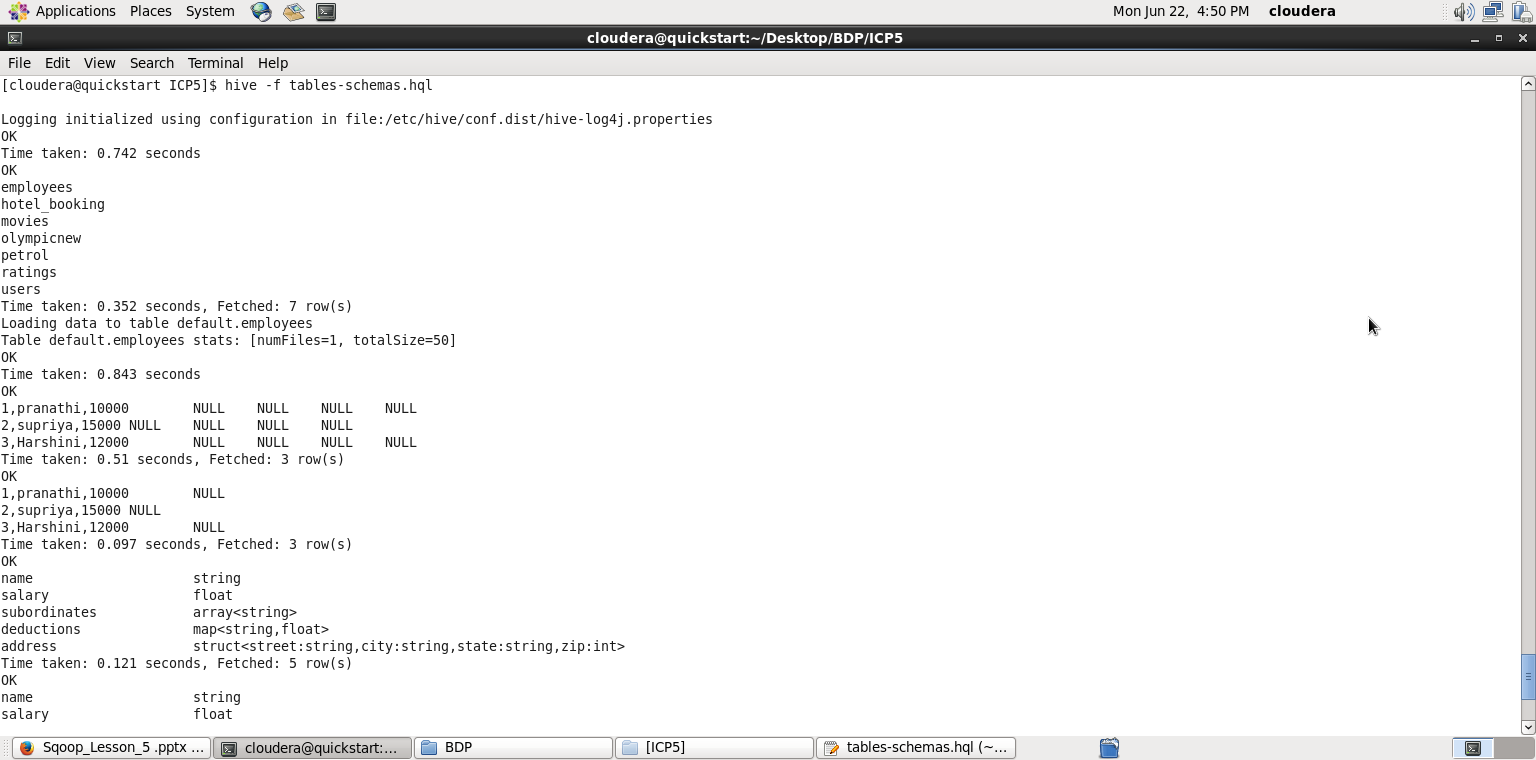 Applications Places System Mon Jun 22, 4:50 PM cloudera
cloudera@quickstart:~/Desktop/BDP/ICP5
File Edit View Search Terminal Help
[cloudera@quickstart ICP5]$ hive -f tables-schemas.hql
Logging initialized using configuration in file:/etc/hive/conf.dist/hive-log4j.properties
OK
Time taken: 0.742 seconds
OK
employees
hotel_booking
movies
olympicnew
petrol
ratings
users
Time taken: 0.352 seconds, Fetched: 7 row(s)
Loading data to table default.employees
Table default.employees stats: [numFiles=1, totalSize=50]
OK
Time taken: 0.843 seconds
OK
1,pranathi,10000 NULL NULL NULL NULL
2,supriya,15000 NULL NULL NULL NULL
3,Harshini,12000 NULL NULL NULL NULL
Time taken: 0.51 seconds, Fetched: 3 row(s)
OK
1,pranathi,10000 NULL
2,supriya,15000 NULL
3,Harshini,12000 NULL
Time taken: 0.097 seconds, Fetched: 3 row(s)
OK
name string
salary float
subordinates array<string>
deductions map<string,float>
address struct<street:string,city:string,state:string,zip:int>
Time taken: 0.121 seconds, Fetched: 5 row(s)
OK
name string
salary float
Sqoop_Lesson_5 .pptx ... cloudera@quickstart:... BDP [ICP5] tables-schemas.hql (~...